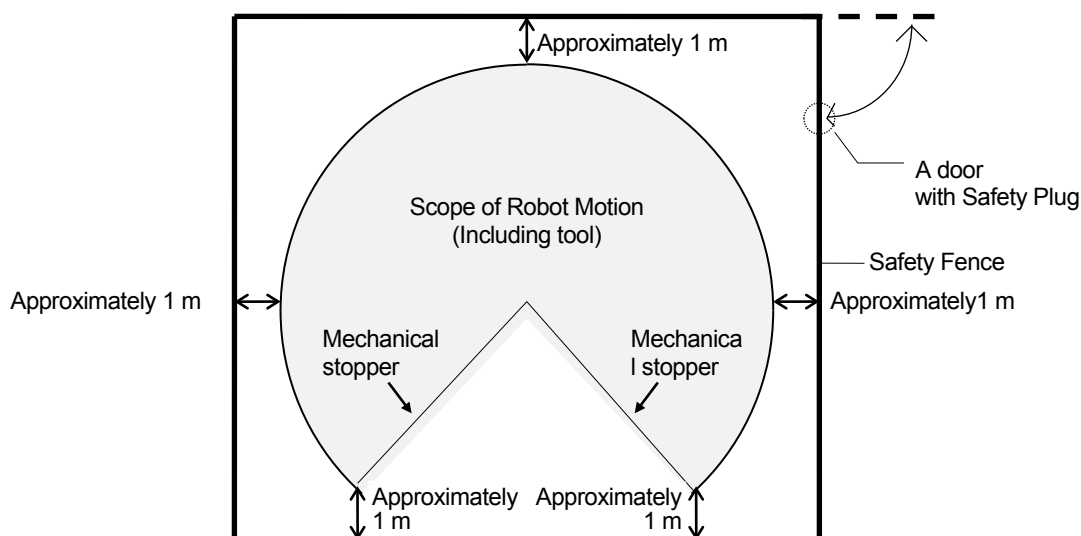 Approximately 1 m
A door
with Safety Plug
Scope of Robot Motion
(Including tool)
Safety Fence
Approximately 1 m
Approximately1 m
Mechanical
stopper
Mechanica
l stopper
Approximately
1 m
Approximately
1 m